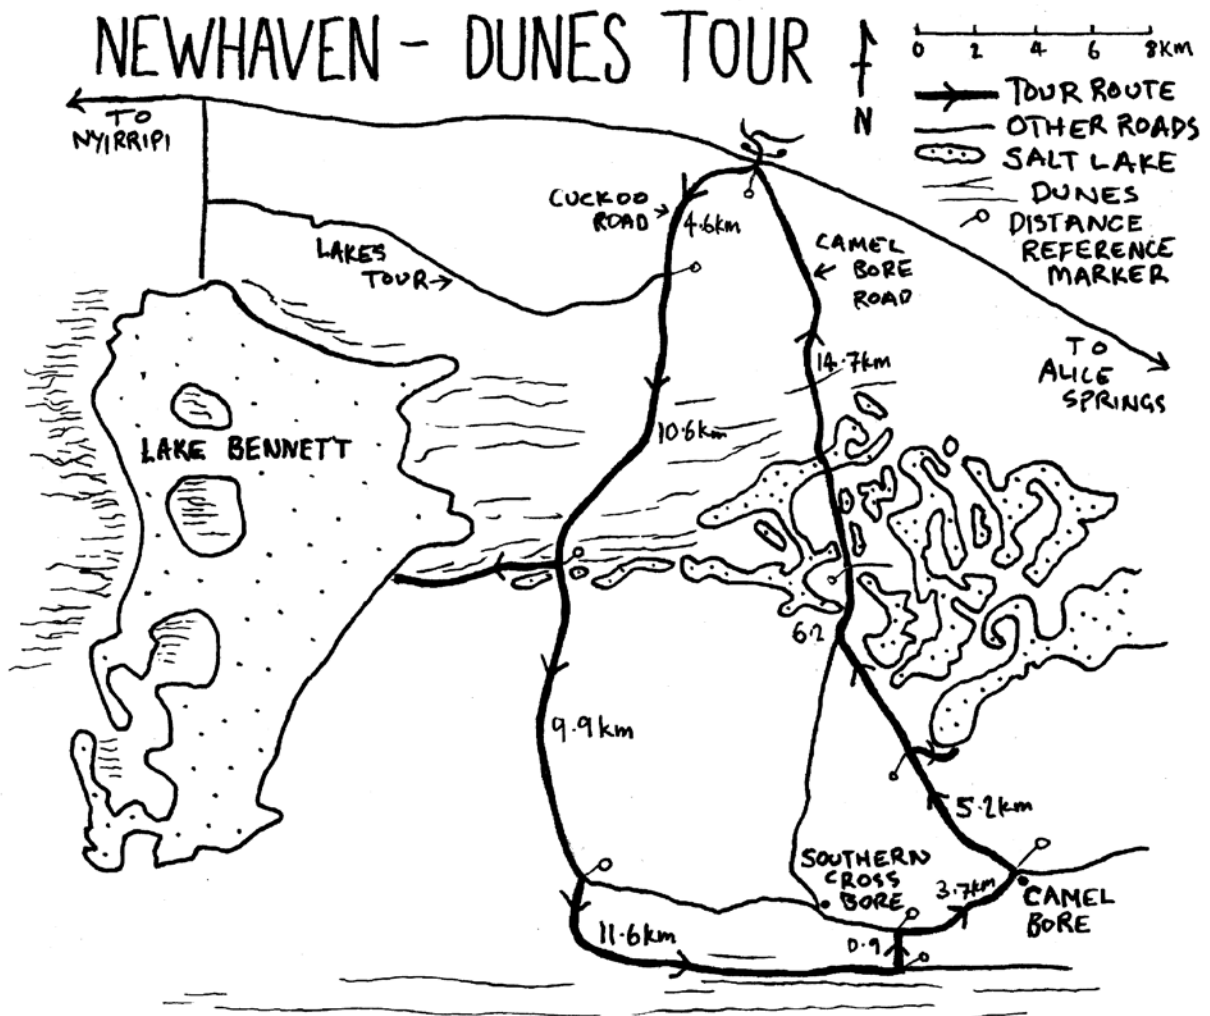 NEWHAVEN - DUNES TOUR
0 2 4 6 8KM
TOUR ROUTE
OTHER ROADS
SALT LAKE
DUNES
DISTANCE
REFERENCE
MARKER
N
TO
NYIRRIPI
CUCKOO
ROAD
4.6km
LAKES
TOUR
CAMEL
BORE
ROAD
TO
ALICE
SPRINGS
14.7km
10.6km
LAKE BENNETT
6.2
9.9km
5.2km
SOUTHERN
CROSS
BORE
3.7km
CAMEL
BORE
11.6km
0.9